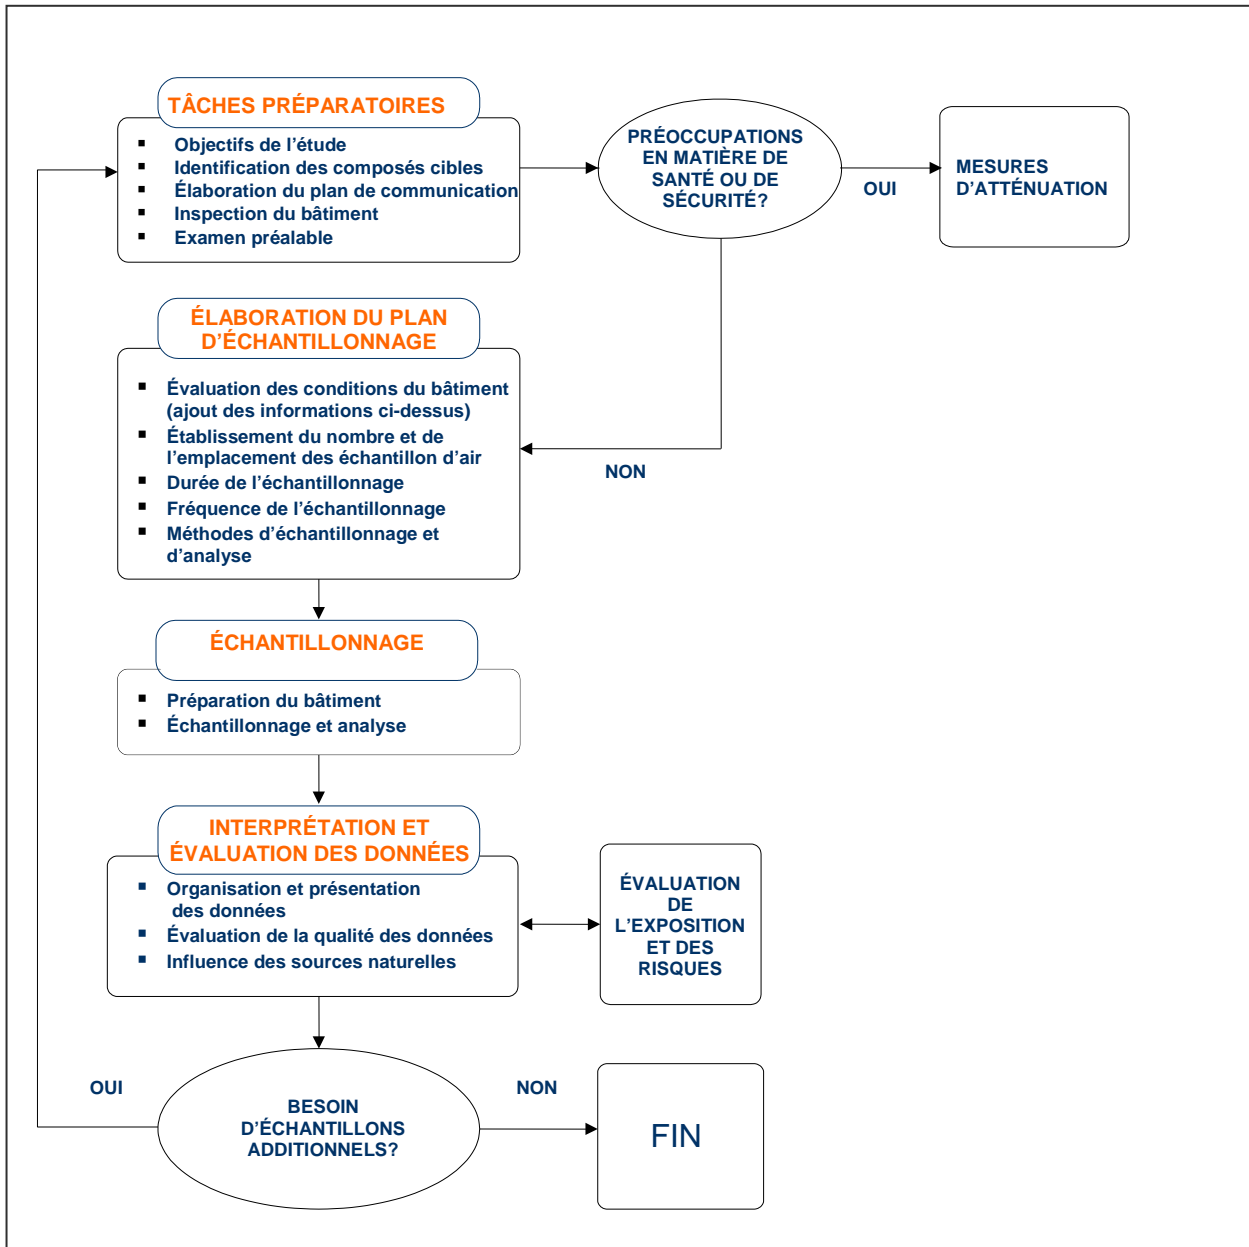 TÂCHES PRÉPARATOIRES
▪ Objectifs de l'étude
▪ Identification des composés cibles
▪ Élaboration du plan de communication
▪ Inspection du bâtiment
▪ Examen préalable
PRÉOCCUPATIONS
EN MATIÈRE DE
SANTÉ OU DE
SÉCURITÉ?
OUI
MESURES
D'ATTÉNUATION
NON
ÉLABORATION DU PLAN
D'ÉCHANTILLONNAGE
▪ Évaluation des conditions du bâtiment
(ajout des informations ci-dessus)
▪ Établissement du nombre et de
l'emplacement des échantillon d'air
▪ Durée de l'échantillonnage
▪ Fréquence de l'échantillonnage
▪ Méthodes d'échantillonnage et
d'analyse
ÉCHANTILLONNAGE
▪ Préparation du bâtiment
▪ Échantillonnage et analyse
INTERPRÉTATION ET
ÉVALUATION DES DONNÉES
▪ Organisation et présentation
des données
▪ Évaluation de la qualité des données
▪ Influence des sources naturelles
ÉVALUATION
DE
L'EXPOSITION
ET DES
RISQUES
OUI
BESOIN
D'ÉCHANTILLONS
ADDITIONNELS?
NON
FIN